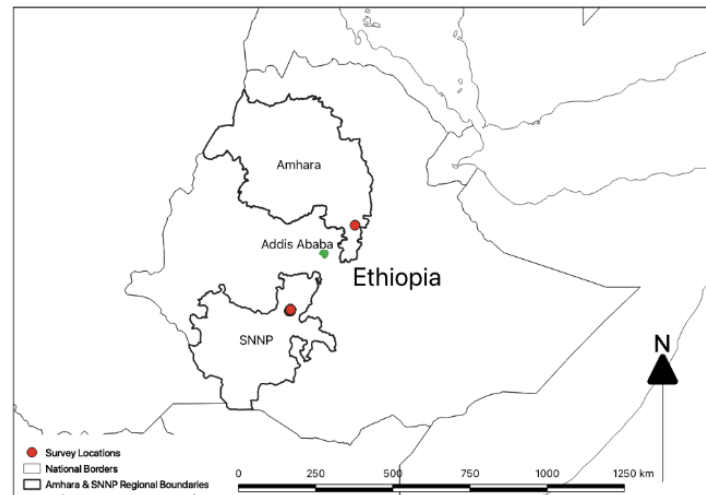 Amhara
Addis Ababa
Ethiopia
SNNP
N
Survey Locations
National Borders
Amhara & SNNP Regional Boundaries
0 250 500 750 1000 1250 km